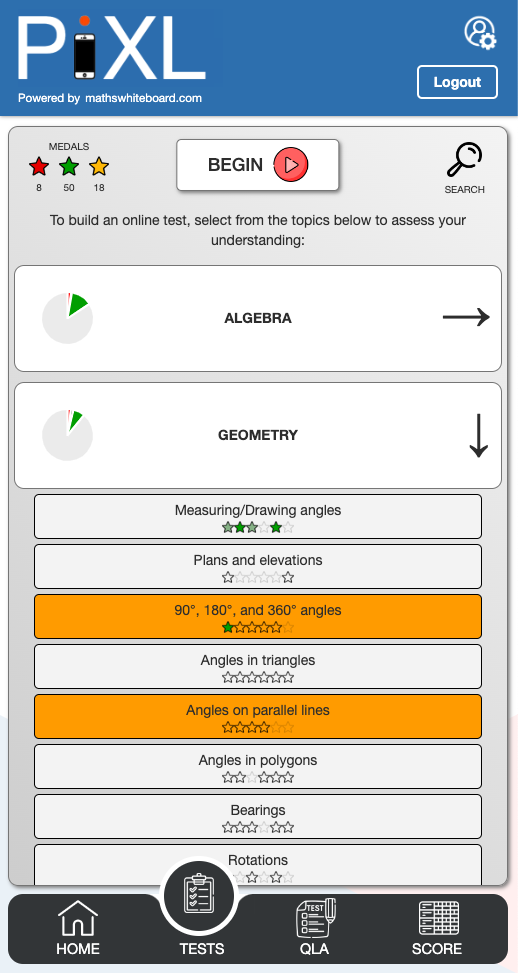 PiXL
Powered by mathswhiteboard.com
Logout
MEDALS
8 50 18
BEGIN
SEARCH
To build an online test, select from the topics below to assess your
understanding:
ALGEBRA
GEOMETRY
Measuring/Drawing angles
Plans and elevations
90°, 180°, and 360° angles
Angles in triangles
Angles on parallel lines
Angles in polygons
Bearings
Rotations
TEST
HOME
TESTS
QLA
SCORE